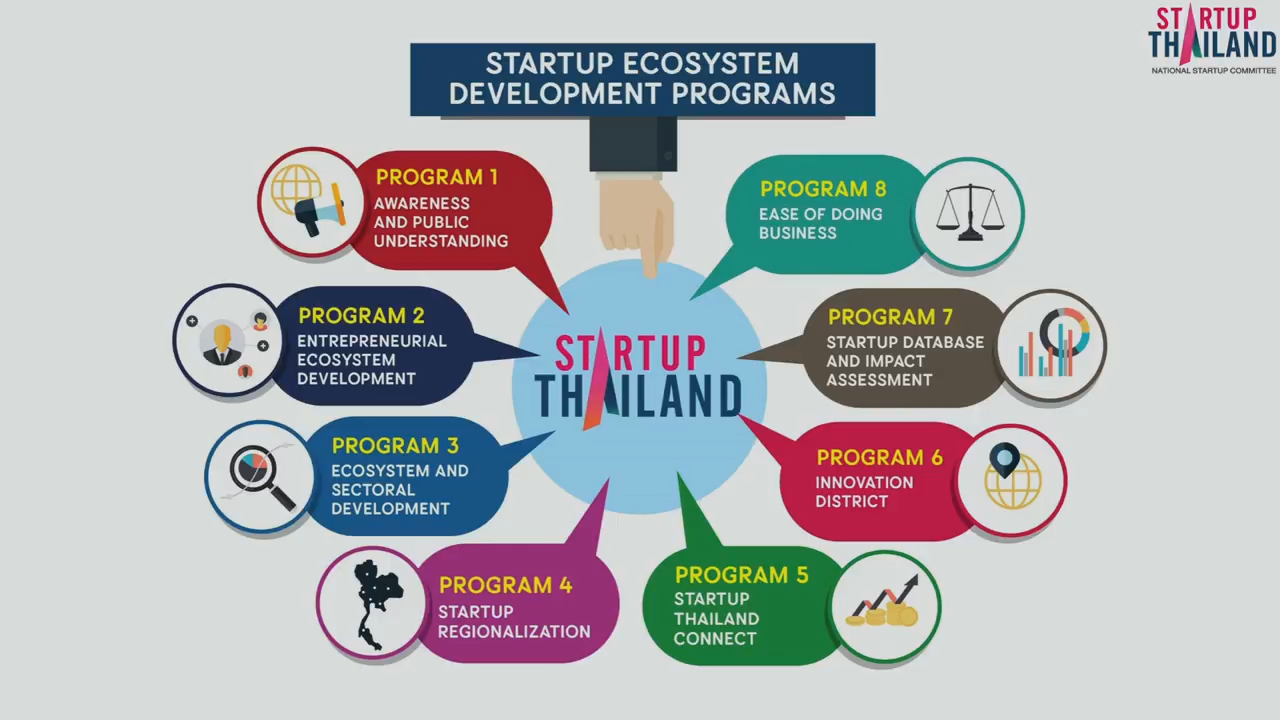 STARTUP
THAILAND
NATIONAL STARTUP COMMITTEE
STARTUP ECOSYSTEM
DEVELOPMENT PROGRAMS
PROGRAM 1
AWARENESS
AND PUBLIC
UNDERSTANDING
PROGRAM 2
ENTREPRENEURIAL
ECOSYSTEM
DEVELOPMENT
PROGRAM 3
ECOSYSTEM AND
SECTORAL
DEVELOPMENT
PROGRAM 4
STARTUP
REGIONALIZATION
PROGRAM 5
STARTUP
THAILAND
CONNECT
PROGRAM 6
INNOVATION
DISTRICT
PROGRAM 7
STARTUP DATABASE
AND IMPACT
ASSESSMENT
PROGRAM 8
EASE OF DOING
BUSINESS
STARTUP
THAILAND